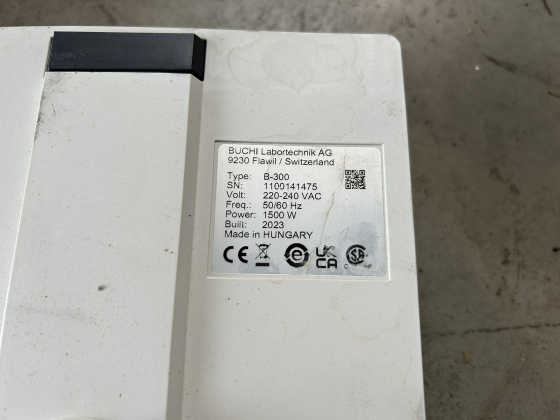 BUCHI Labortechnik AG
9230 Flawil / Switzerland
Type: B-300
SN: 1100141475
Volt: 220-240 VAC
Freq.: 50/60 Hz
Power: 1500 W
Built: 2023
Made in HUNGARY
CE e UK CA